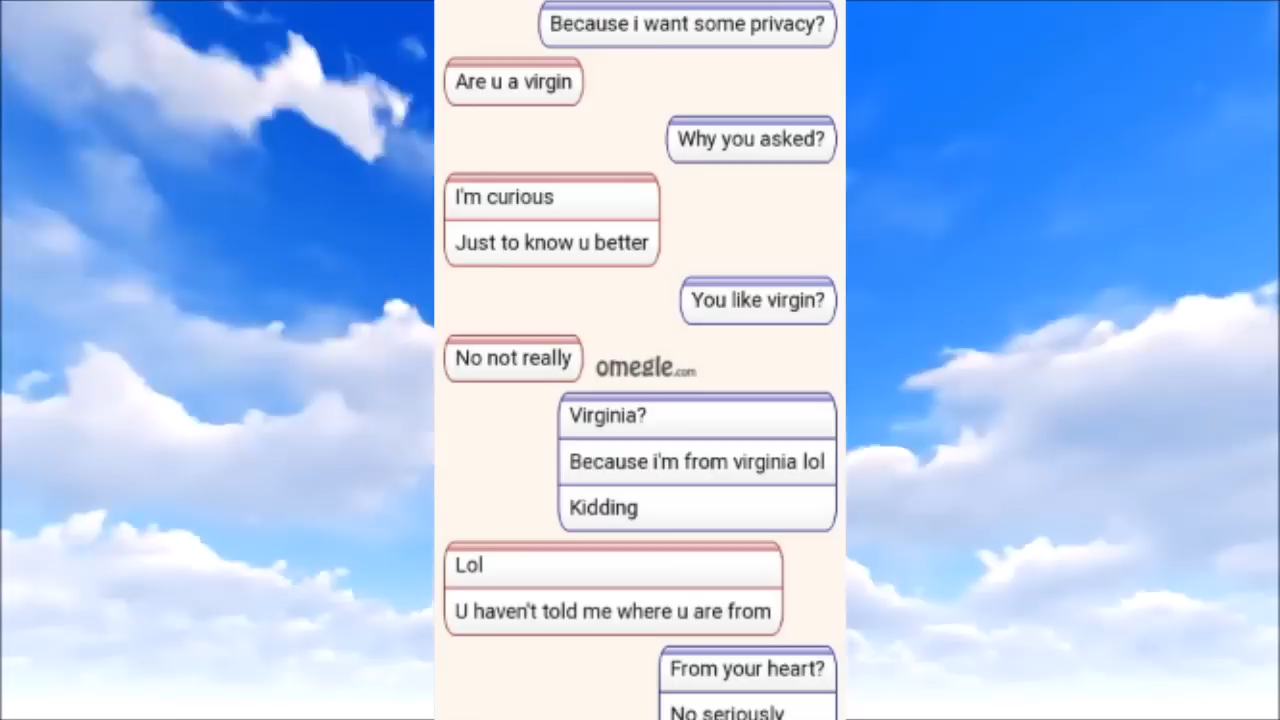 Because i want some privacy?
Are u a virgin
Why you asked?
I'm curious
Just to know u better
You like virgin?
No not really
omegle.com
Virginia?
Because i'm from virginia lol
Kidding
Lol
U haven't told me where u are from
From your heart?
No seriously